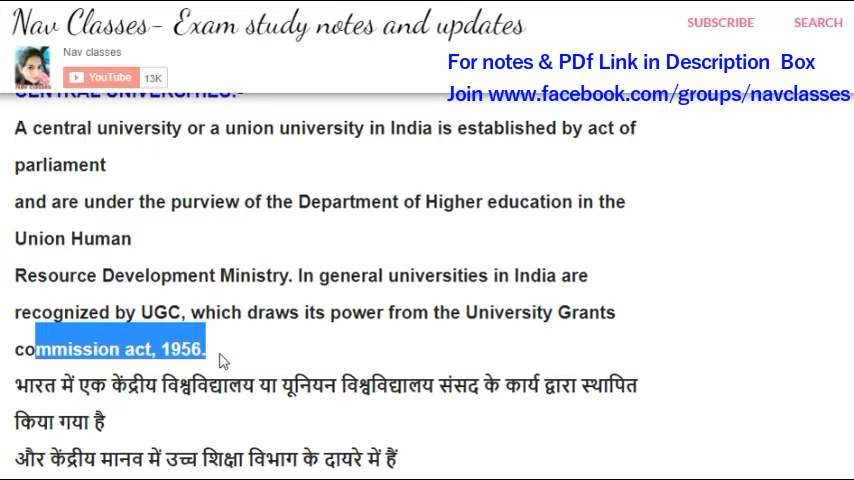 Nav Classes- Exam study notes and updates
SUBSCRIBE
SEARCH
Nav classes
YouTube
13K
For notes & PDf Link in Description Box
Join www.facebook.com/groups/navclasses
CENTRAL UNIVERSITIES:-
A central university or a union university in India is established by act of
parliament
and are under the purview of the Department of Higher education in the
Union Human
Resource Development Ministry. In general universities in India are
recognized by UGC, which draws its power from the University Grants
commission act, 1956.
भारत में एक केंद्रीय विश्वविद्यालय या यूनियन विश्वविद्यालय संसद के कार्य द्वारा स्थापित
किया गया है
और केंद्रीय मानव में उच्च शिक्षा विभाग के दायरे में हैं